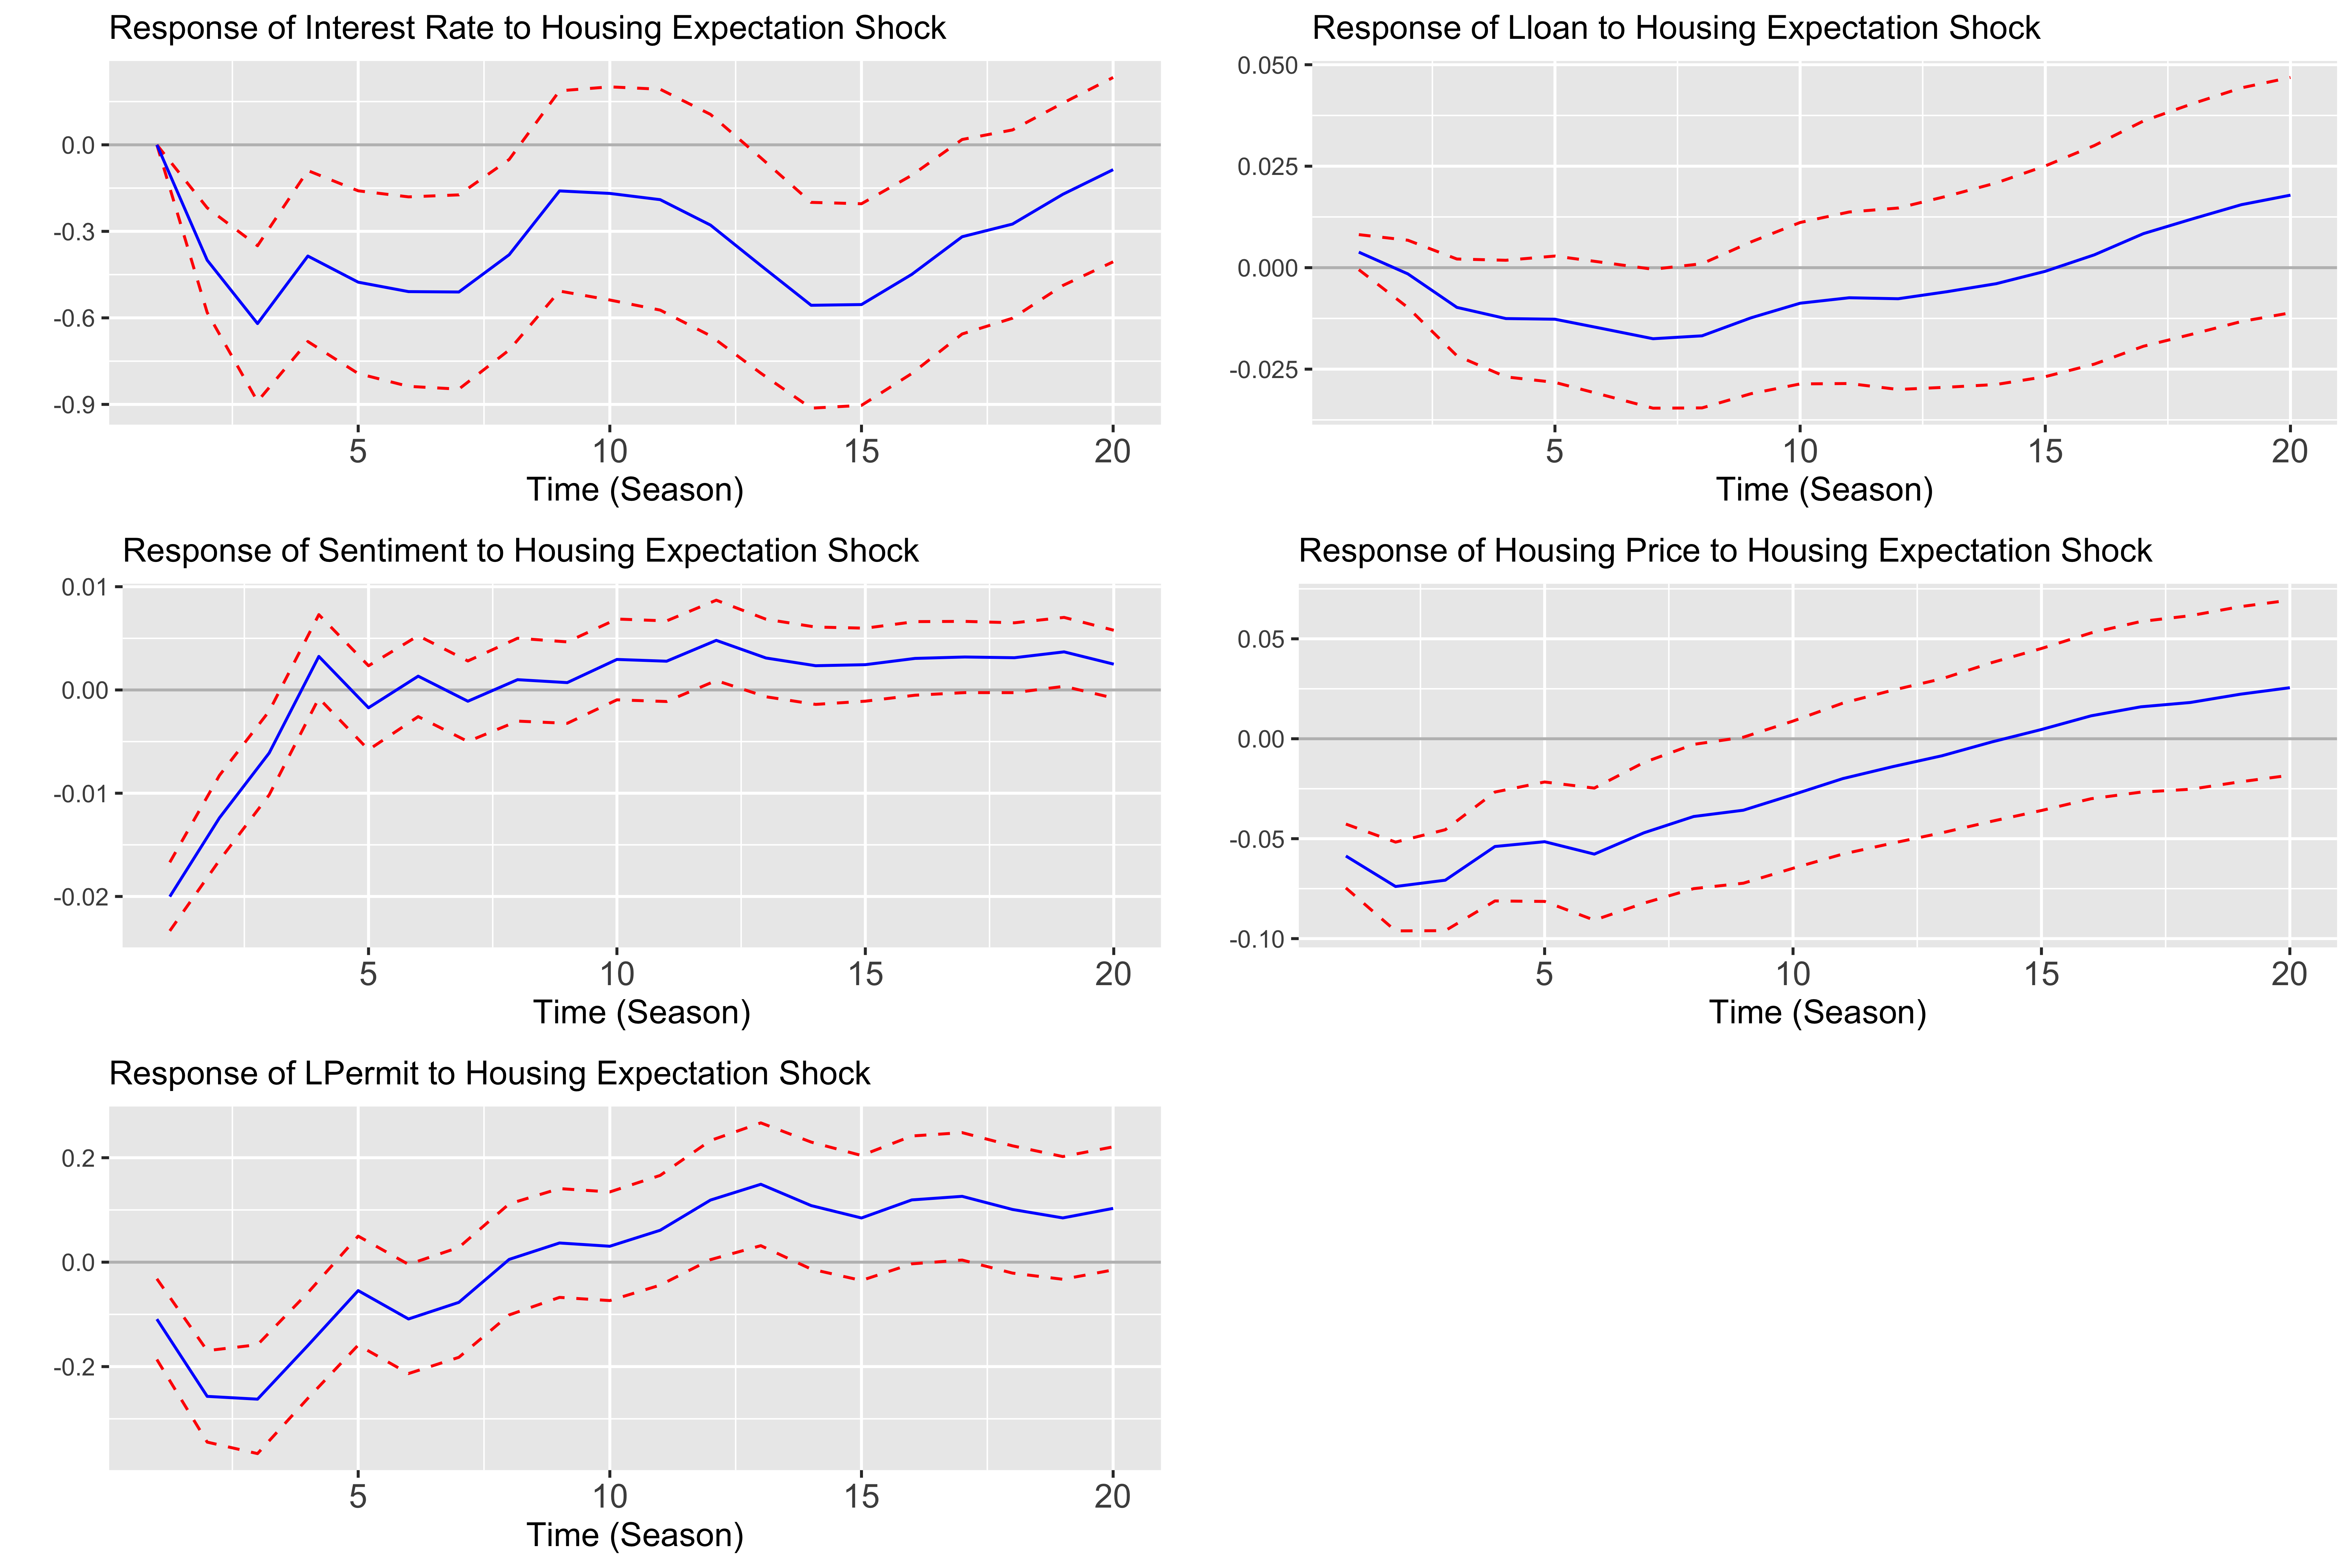 Response of Interest Rate to Housing Expectation Shock
0.0
-0.3
-0.6
-0.9
5 10 15 20
Time (Season)
Response of Lloan to Housing Expectation Shock
0.050
0.025
0.000
-0.025
5 10 15 20
Time (Season)
Response of Sentiment to Housing Expectation Shock
0.01
0.00
-0.01
-0.02
5 10 15 20
Time (Season)
Response of Housing Price to Housing Expectation Shock
0.05
0.00
-0.05
-0.10
5 10 15 20
Time (Season)
Response of LPermit to Housing Expectation Shock
0.2
0.0
-0.2
5 10 15 20
Time (Season)